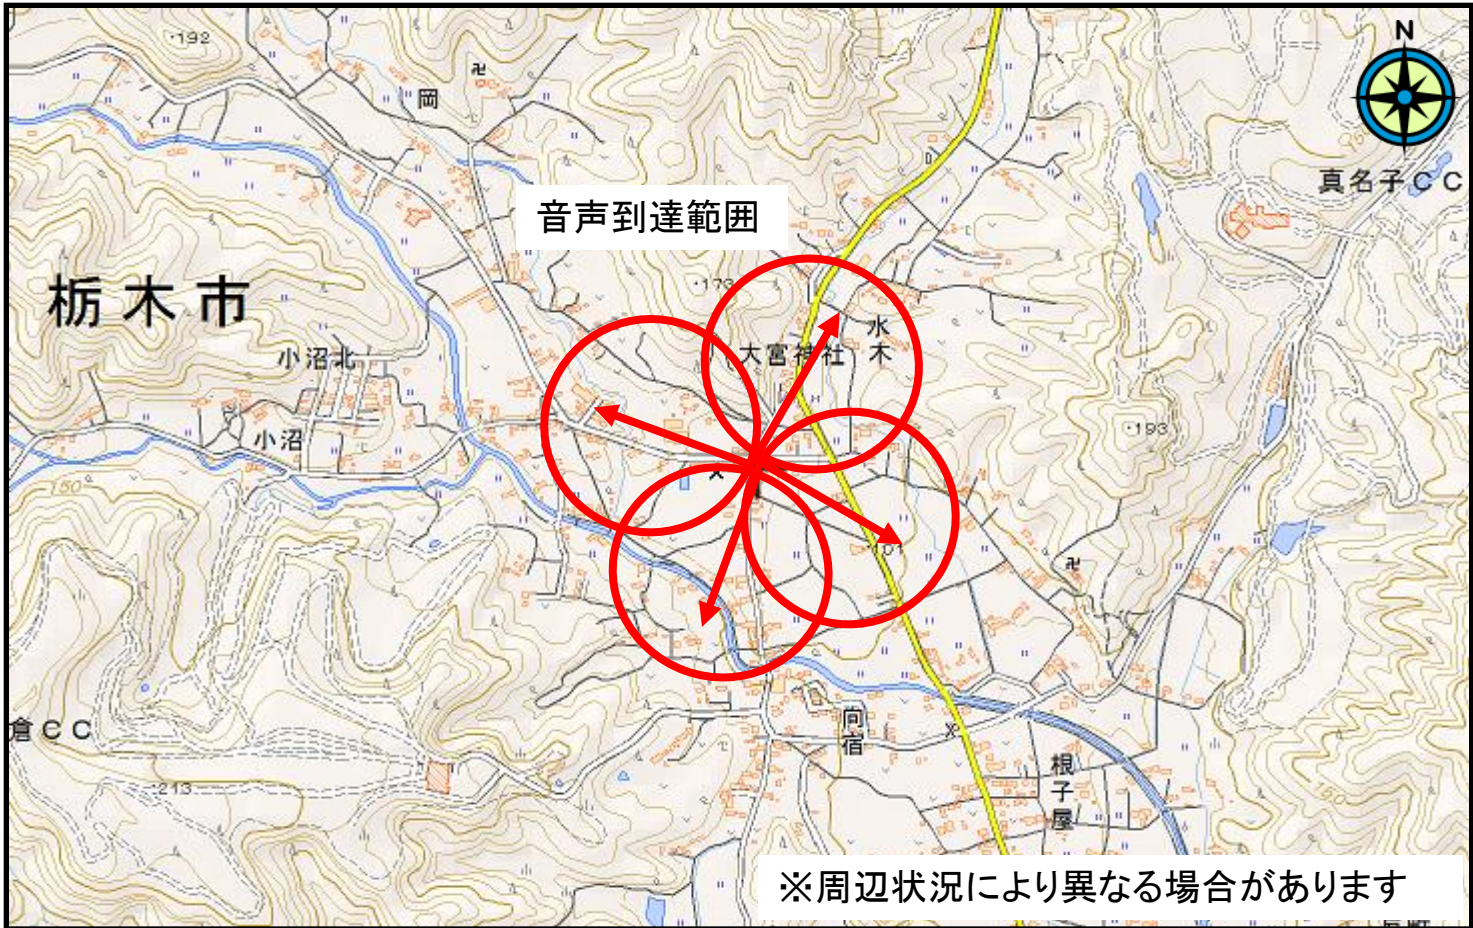 N
・192
岡
真名子CC
音声到達範囲
栃木市
・173
水木
大宮神社
小沼北
小沼
・193
150
101
倉CC
向宿
・213
根子屋
150
※周辺状況により異なる場合があります